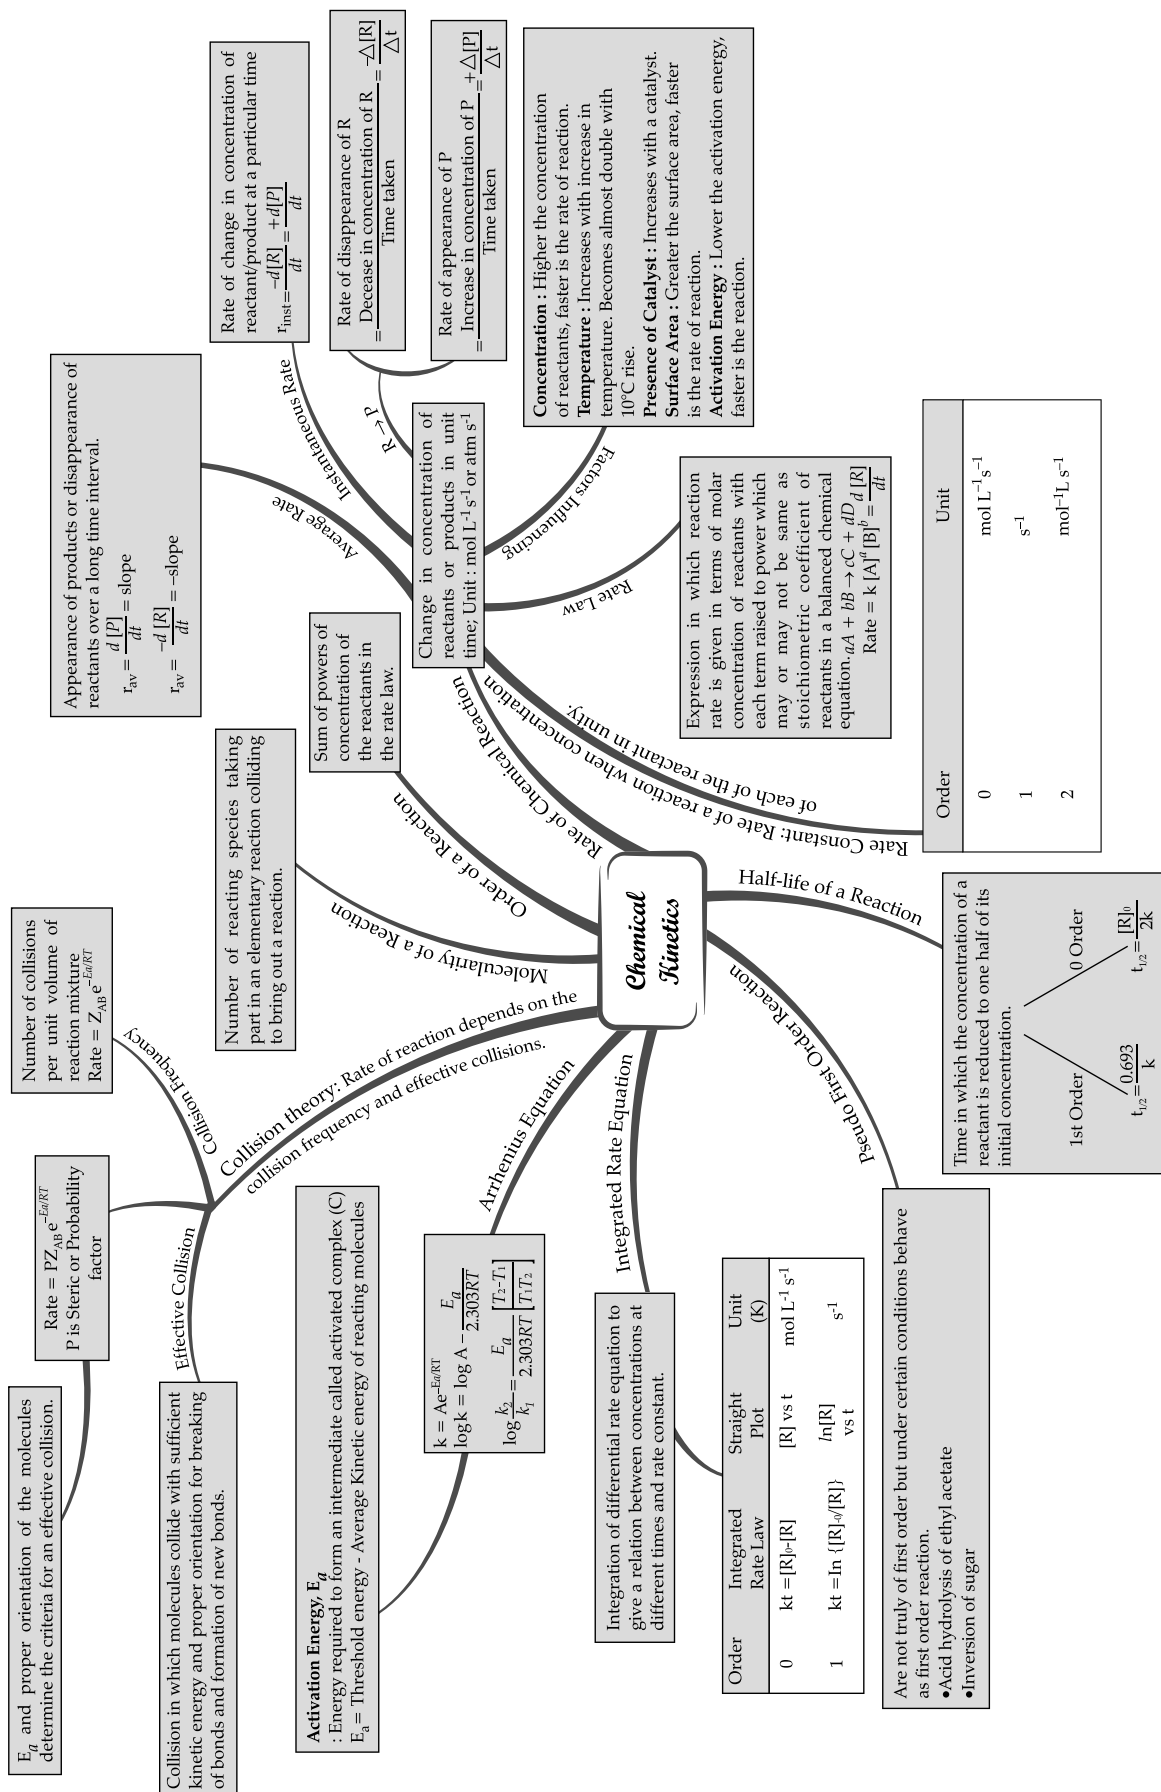 Chemical
Kinetics
Rate of Chemical Reaction
Change in concentration of
reactants or products in unit
time; Unit : mol L⁻¹ s⁻¹ or atm s⁻¹
Average Rate
Appearance of products or disappearance of
reactants over a long time interval.
r_av = d [P]/dt = slope
r_av = −d [R]/dt = −slope
Instantaneous Rate
Rate of change in concentration of
reactant/product at a particular time
r_inst = −d[R]/dt = +d[P]/dt
R → P
Rate of disappearance of R
= Decease in concentration of R/Time taken = −△[R]/△t
Rate of appearance of P
= Increase in concentration of P/Time taken = +△[P]/△t
Factors Influencing
Concentration : Higher the concentration
of reactants, faster is the rate of reaction.
Temperature : Increases with increase in
temperature. Becomes almost double with
10°C rise.
Presence of Catalyst : Increases with a catalyst.
Surface Area : Greater the surface area, faster
is the rate of reaction.
Activation Energy : Lower the activation energy,
faster is the reaction.
Rate Law
Expression in which reaction
rate is given in terms of molar
concentration of reactants with
each term raised to power which
may or may not be same as
stoichiometric coefficient of
reactants in a balanced chemical
equation. aA + bB → cC + dD
Rate = k [A]ᵃ [B]ᵇ = d [R]/dt
Rate Constant: Rate of a reaction when concentration
of each of the reactant in unity.
Order Unit
0 mol L⁻¹s⁻¹
1 s⁻¹
2 mol⁻¹L s⁻¹
Order of a Reaction
Sum of powers of
concentration of
the reactants in
the rate law.
Molecularity of a Reaction
Number of reacting species taking
part in an elementary reaction colliding
to bring out a reaction.
Collision theory: Rate of reaction depends on the
collision frequency and effective collisions.
Collision Frequency
Number of collisions
per unit volume of
reaction mixture
Rate = Z_AB e^−Ea/RT
Rate = PZ_AB e^−Ea/RT
P is Steric or Probability
factor
E_a and proper orientation of the molecules
determine the criteria for an effective collision.
Effective Collision
Collision in which molecules collide with sufficient
kinetic energy and proper orientation for breaking
of bonds and formation of new bonds.
Arrhenius Equation
k = Ae^−Ea/RT
log k = log A − E_a/2.303RT
log k₂/k₁ = E_a/2.303RT [T₂−T₁/T₁T₂]
Activation Energy, E_a
: Energy required to form an intermediate called activated complex (C)
E_a = Threshold energy - Average Kinetic energy of reacting molecules
Integrated Rate Equation
Integration of differential rate equation to
give a relation between concentrations at
different times and rate constant.
Order Integrated Rate Law Straight Plot Unit (K)
0 kt =[R]₀-[R] [R] vs t mol L⁻¹ s⁻¹
1 kt =In {[R]-₀/[R]} ln[R] vs t s⁻¹
Pseudo First Order Reaction
Are not truly of first order but under certain conditions behave
as first order reaction.
•Acid hydrolysis of ethyl acetate
•Inversion of sugar
Half-life of a Reaction
Time in which the concentration of a
reactant is reduced to one half of its
initial concentration.
1st Order 0 Order
t₁/₂ = 0.693/k t₁/₂ = [R]₀/2k